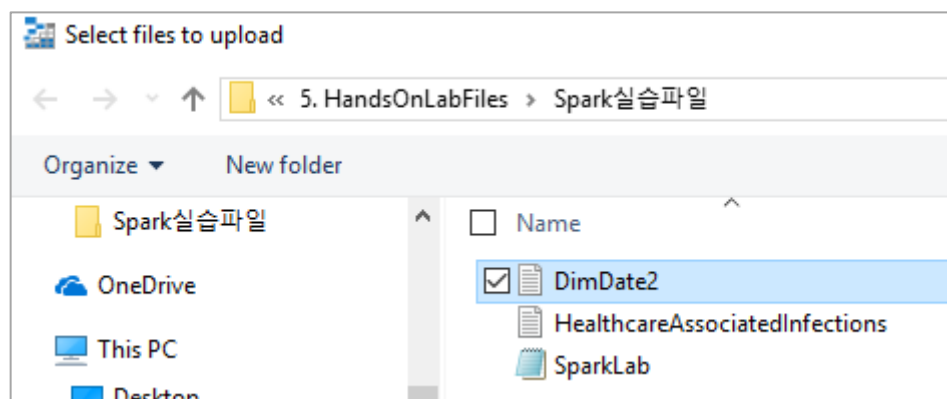 Select files to upload
« 5. HandsOnLabFiles › Spark실습파일
Organize New folder
Spark실습파일
OneDrive
This PC
Desktop
Name
DimDate2
HealthcareAssociatedInfections
SparkLab